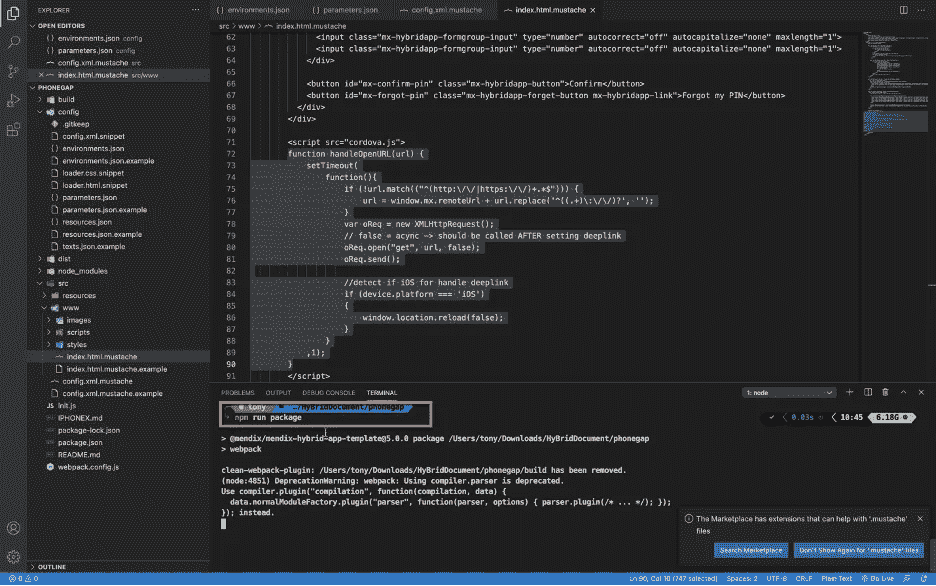 EXPLORER
OPEN EDITORS
environments.json config
parameters.json config
config.xml.mustache src
index.html.mustache src/www
PHONEGAP
build
config
.gitkeep
config.xml.snippet
environments.json
environments.json.example
loader.css.snippet
loader.html.snippet
parameters.json
parameters.json.example
resources.json
resources.json.example
texts.json.example
dist
node_modules
src
resources
www
images
scripts
styles
index.html.mustache
index.html.mustache.example
config.xml.mustache
config.xml.mustache.example
init.js
IPHONEX.md
package-lock.json
package.json
README.md
webpack.config.js
OUTLINE
environments.json
parameters.json
config.xml.mustache
index.html.mustache
src > www > index.html.mustache
62 <input class="mx-hybridapp-formgroup-input" type="number" autocorrect="off" autocapitalize="none" maxlength="1">
63 <input class="mx-hybridapp-formgroup-input" type="number" autocorrect="off" autocapitalize="none" maxlength="1">
64 </div>
65
66 <button id="mx-confirm-pin" class="mx-hybridapp-button">Confirm</button>
67 <button id="mx-forgot-pin" class="mx-hybridapp-forget-button mx-hybridapp-link">Forgot my PIN</button>
68 </div>
69 </div>
70
71 <script src="cordova.js">
72 function handleOpenURL(url) {
73 setTimeout(
74 function(){
75 if (!url.match(("^(http:\/\/|https:\/\/)+.*$"))) {
76 url = window.mx.remoteUrl + url.replace('^((.+)\:\/\/)?', '');
77 }
78 var oReq = new XMLHttpRequest();
79 // false = acync -> should be called AFTER setting deeplink
80 oReq.open("get", url, false);
81 oReq.send();
82
83 //detect if iOS for handle deeplink
84 if (device.platform === 'iOS')
85 {
86 window.location.reload(false);
87 }
88 }
89 ,1);
90 }
91 </script>
PROBLEMS OUTPUT DEBUG CONSOLE TERMINAL
1: node
tony ~/HyBridDocument/phonegap
npm run package
0.03s 10:45 6.18G
> @mendix/mendix-hybrid-app-template@5.0.0 package /Users/tony/Downloads/HyBridDocument/phonegap
> webpack
clean-webpack-plugin: /Users/tony/Downloads/HyBridDocument/phonegap/build has been removed.
(node:4851) DeprecationWarning: webpack: Using compiler.parser is deprecated.
Use compiler.plugin("compilation", function(compilation, data) {
data.normalModuleFactory.plugin("parser", function(parser, options) { parser.plugin(/* ... */); });
}); instead.
The Marketplace has extensions that can help with '.mustache'
files
Search Marketplace
Don't Show Again for '.mustache' files
0 0
Ln 90, Col 10 (747 selected) Spaces: 2 UTF-8 CRLF Plain Text Go Live